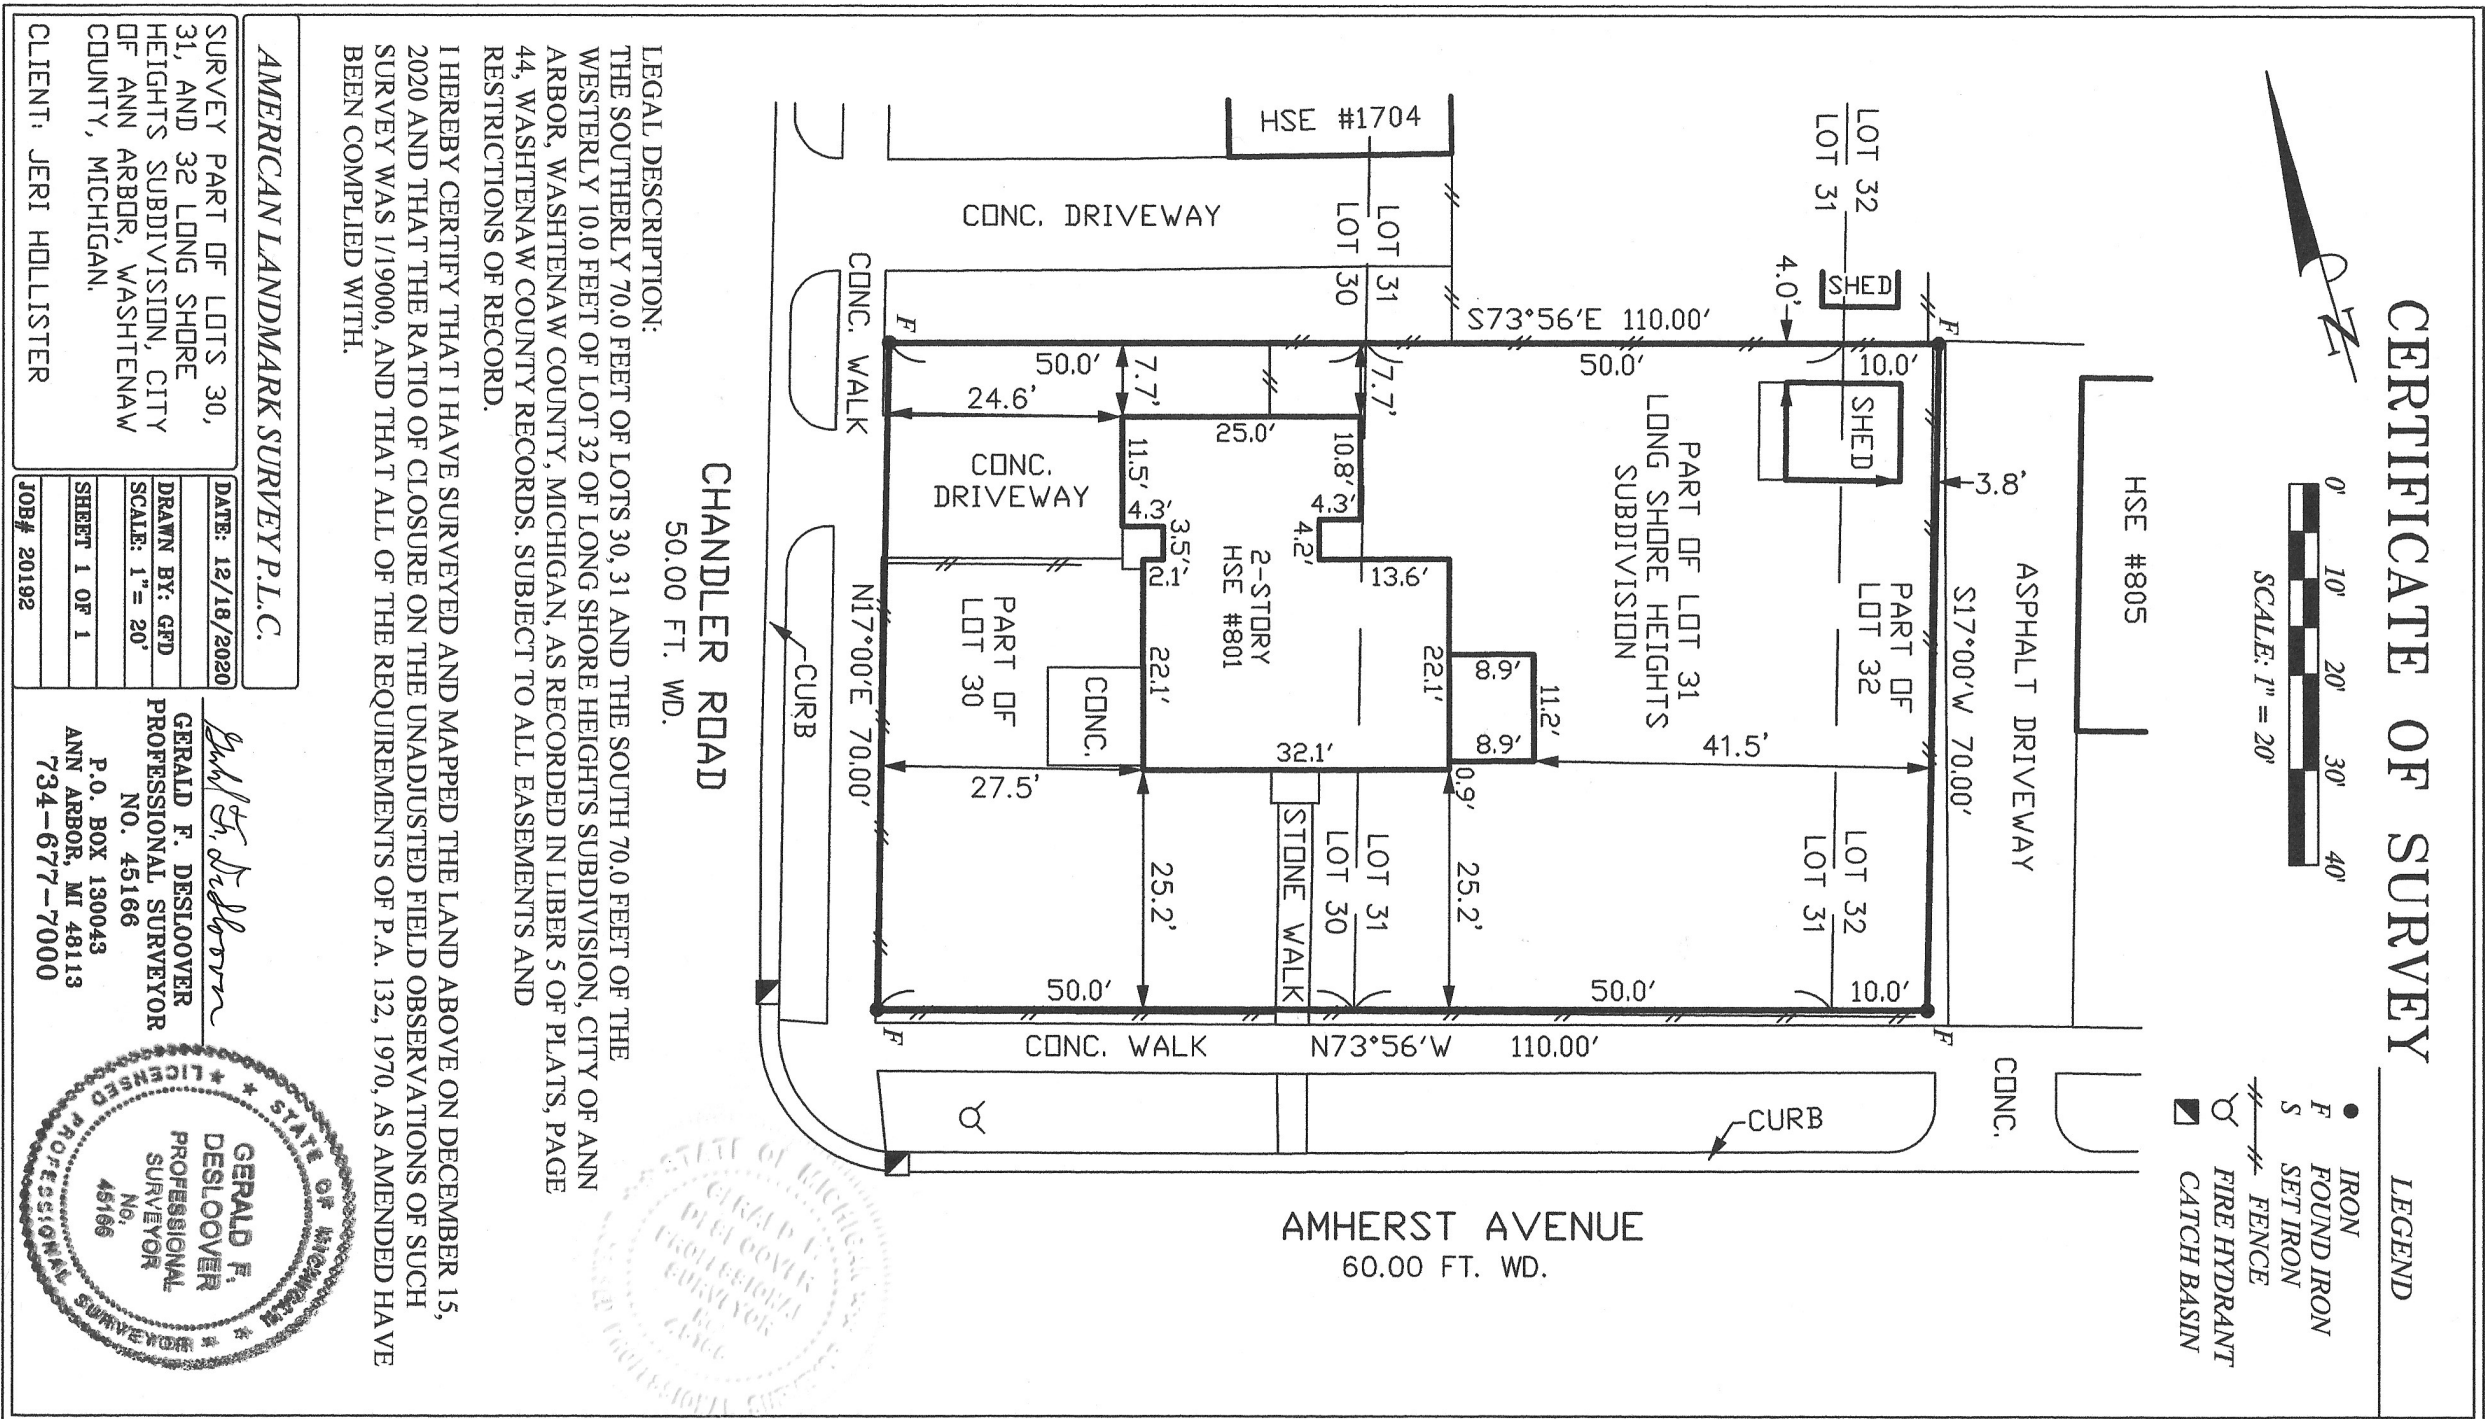 CERTIFICATE OF SURVEY
LEGEND
IRON
F FOUND IRON
S SET IRON
FENCE
FIRE HYDRANT
CATCH BASIN
0' 10' 20' 30' 40'
SCALE: 1" = 20'
N
HSE #805
ASPHALT DRIVEWAY
CONC.
S17°00'W 70.00'
3.8'
F
F
LOT 32
LOT 31
SHED
4.0'
S73°56'E 110.00'
10.0'
50.0'
50.0'
SHED
PART OF
LOT 32
PART OF LOT 31
LONG SHORE HEIGHTS
SUBDIVISION
41.5'
LOT 32
LOT 31
10.0'
50.0'
50.0'
HSE #1704
LOT 31
LOT 30
CONC. DRIVEWAY
7.7'
7.7'
24.6'
25.0'
11.5'
10.8'
4.3'
4.3'
3.5'
4.2'
2.1'
13.6'
2-STORY
HSE #801
22.1'
22.1'
8.9'
11.2'
8.9'
0.9'
32.1'
CONC.
DRIVEWAY
PART OF
LOT 30
CONC.
27.5'
25.2'
25.2'
STONE WALK
LOT 31
LOT 30
CONC. WALK
N73°56'W 110.00'
CURB
AMHERST AVENUE
60.00 FT. WD.
F
F
CONC. WALK
N17°00'E 70.00'
CURB
CHANDLER ROAD
50.00 FT. WD.
LEGAL DESCRIPTION:
THE SOUTHERLY 70.0 FEET OF LOTS 30, 31 AND THE SOUTH 70.0 FEET OF THE
WESTERLY 10.0 FEET OF LOT 32 OF LONG SHORE HEIGHTS SUBDIVISION, CITY OF ANN
ARBOR, WASHTENAW COUNTY, MICHIGAN, AS RECORDED IN LIBER 5 OF PLATS, PAGE
44, WASHTENAW COUNTY RECORDS. SUBJECT TO ALL EASEMENTS AND
RESTRICTIONS OF RECORD.
I HEREBY CERTIFY THAT I HAVE SURVEYED AND MAPPED THE LAND ABOVE ON DECEMBER 15,
2020 AND THAT THE RATIO OF CLOSURE ON THE UNADJUSTED FIELD OBSERVATIONS OF SUCH
SURVEY WAS 1/19000, AND THAT ALL OF THE REQUIREMENTS OF P.A. 132, 1970, AS AMENDED HAVE
BEEN COMPLIED WITH.
AMERICAN LANDMARK SURVEY P.L.C.
SURVEY PART OF LOTS 30,
31, AND 32 LONG SHORE
HEIGHTS SUBDIVISION, CITY
OF ANN ARBOR, WASHTENAW
COUNTY, MICHIGAN.
CLIENT: JERI HOLLISTER
DATE: 12/18/2020
DRAWN BY: GFD
SCALE: 1"= 20'
SHEET 1 OF 1
JOB# 20192
GERALD F. DESLOOVER
PROFESSIONAL SURVEYOR
NO. 45166
P.O. BOX 130043
ANN ARBOR, MI 48113
734-677-7000
STATE OF MICHIGAN
GERALD F.
DESLOOVER
PROFESSIONAL
SURVEYOR
No.
45166
LICENSED PROFESSIONAL SURVEYOR
STATE OF MICHIGAN
GERALD F.
DESLOOVER
PROFESSIONAL
SURVEYOR